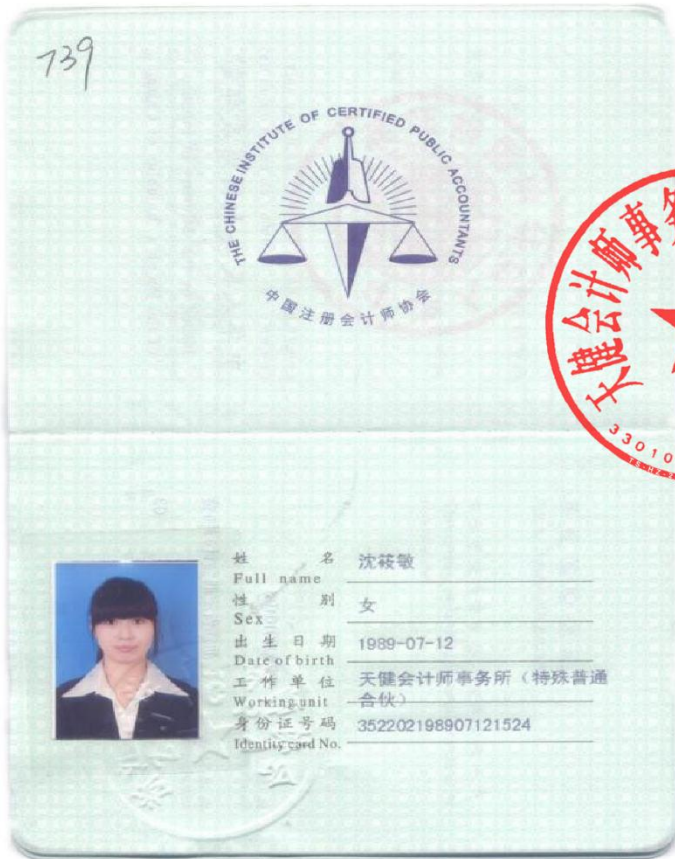 739
THE CHINESE INSTITUTE OF CERTIFIED PUBLIC ACCOUNTANTS
中国注册会计师协会
天健会计师事务
33010
姓 名 沈筱敏
Full name
性 别 女
Sex
出生日期 1989-07-12
Date of birth
工作单位 天健会计师事务所（特殊普通
Working unit 合伙）
身份证号码 352202198907121524
Identity card No.